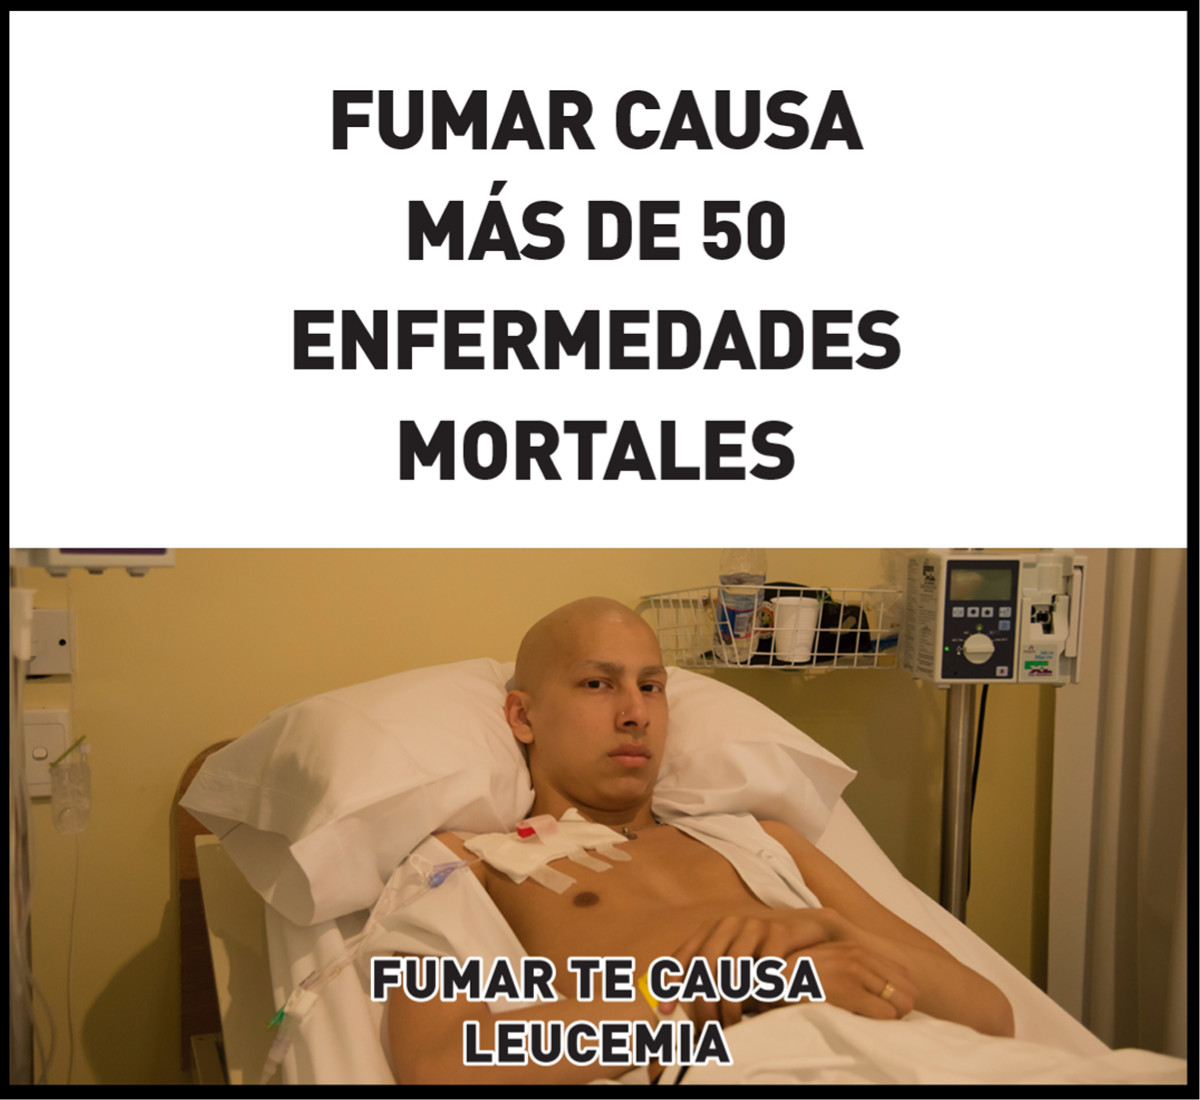 FUMAR CAUSA
MÁS DE 50
ENFERMEDADES
MORTALES
FUMAR TE CAUSA
LEUCEMIA